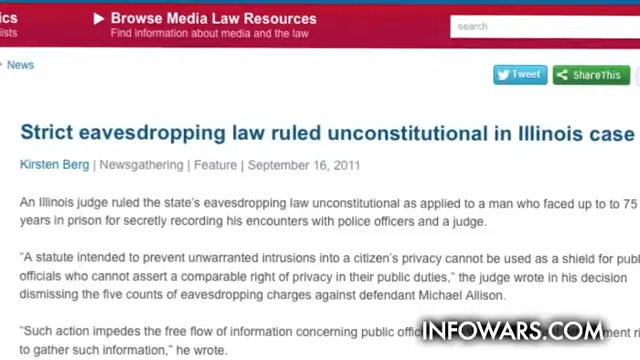 ics
Browse Media Law Resources
lists
Find information about media and the law
search
News
Tweet
ShareThis
Strict eavesdropping law ruled unconstitutional in Illinois case
Kirsten Berg | Newsgathering | Feature | September 16, 2011
An Illinois judge ruled the state's eavesdropping law unconstitutional as applied to a man who faced up to to 75
years in prison for secretly recording his encounters with police officers and a judge.
"A statute intended to prevent unwarranted intrusions into a citizen's privacy cannot be used as a shield for publ
officials who cannot assert a comparable right of privacy in their public duties," the judge wrote in his decision
dismissing the five counts of eavesdropping charges against defendant Michael Allison.
"Such action impedes the free flow of information concerning public offic
to gather such information," he wrote.
INFOWARS.COM